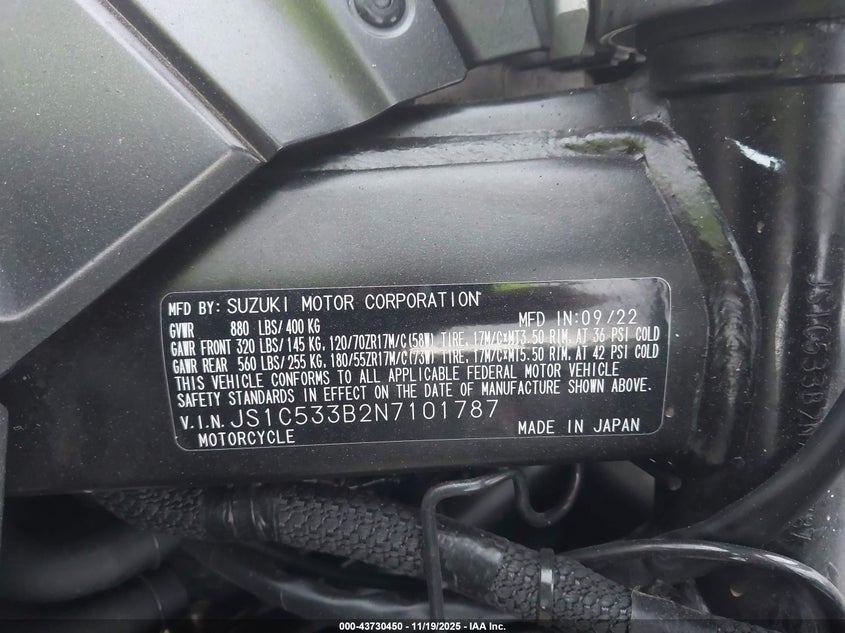 MFD BY: SUZUKI MOTOR CORPORATION
GVWR 880 LBS/ 400 KG MFD IN:09/22
GAWR FRONT 320 LBS/ 145 KG, 120/70ZR17M/C(58W) TIRE, 17M/C×MT3.50 RIM, AT 36 PSI COLD
GAWR REAR 560 LBS/ 255 KG, 180/55ZR17M/C(73W) TIRE, 17M/C×MT5.50 RIM, AT 42 PSI COLD
THIS VEHICLE CONFORMS TO ALL APPLICABLE FEDERAL MOTOR VEHICLE
SAFETY STANDARDS IN EFFECT ON THE DATE OF MANUFACTURE SHOWN ABOVE.
V.I.N. JS1C533B2N7101787
MOTORCYCLE MADE IN JAPAN
000-43730450 - 11/19/2025 - IAA Inc.